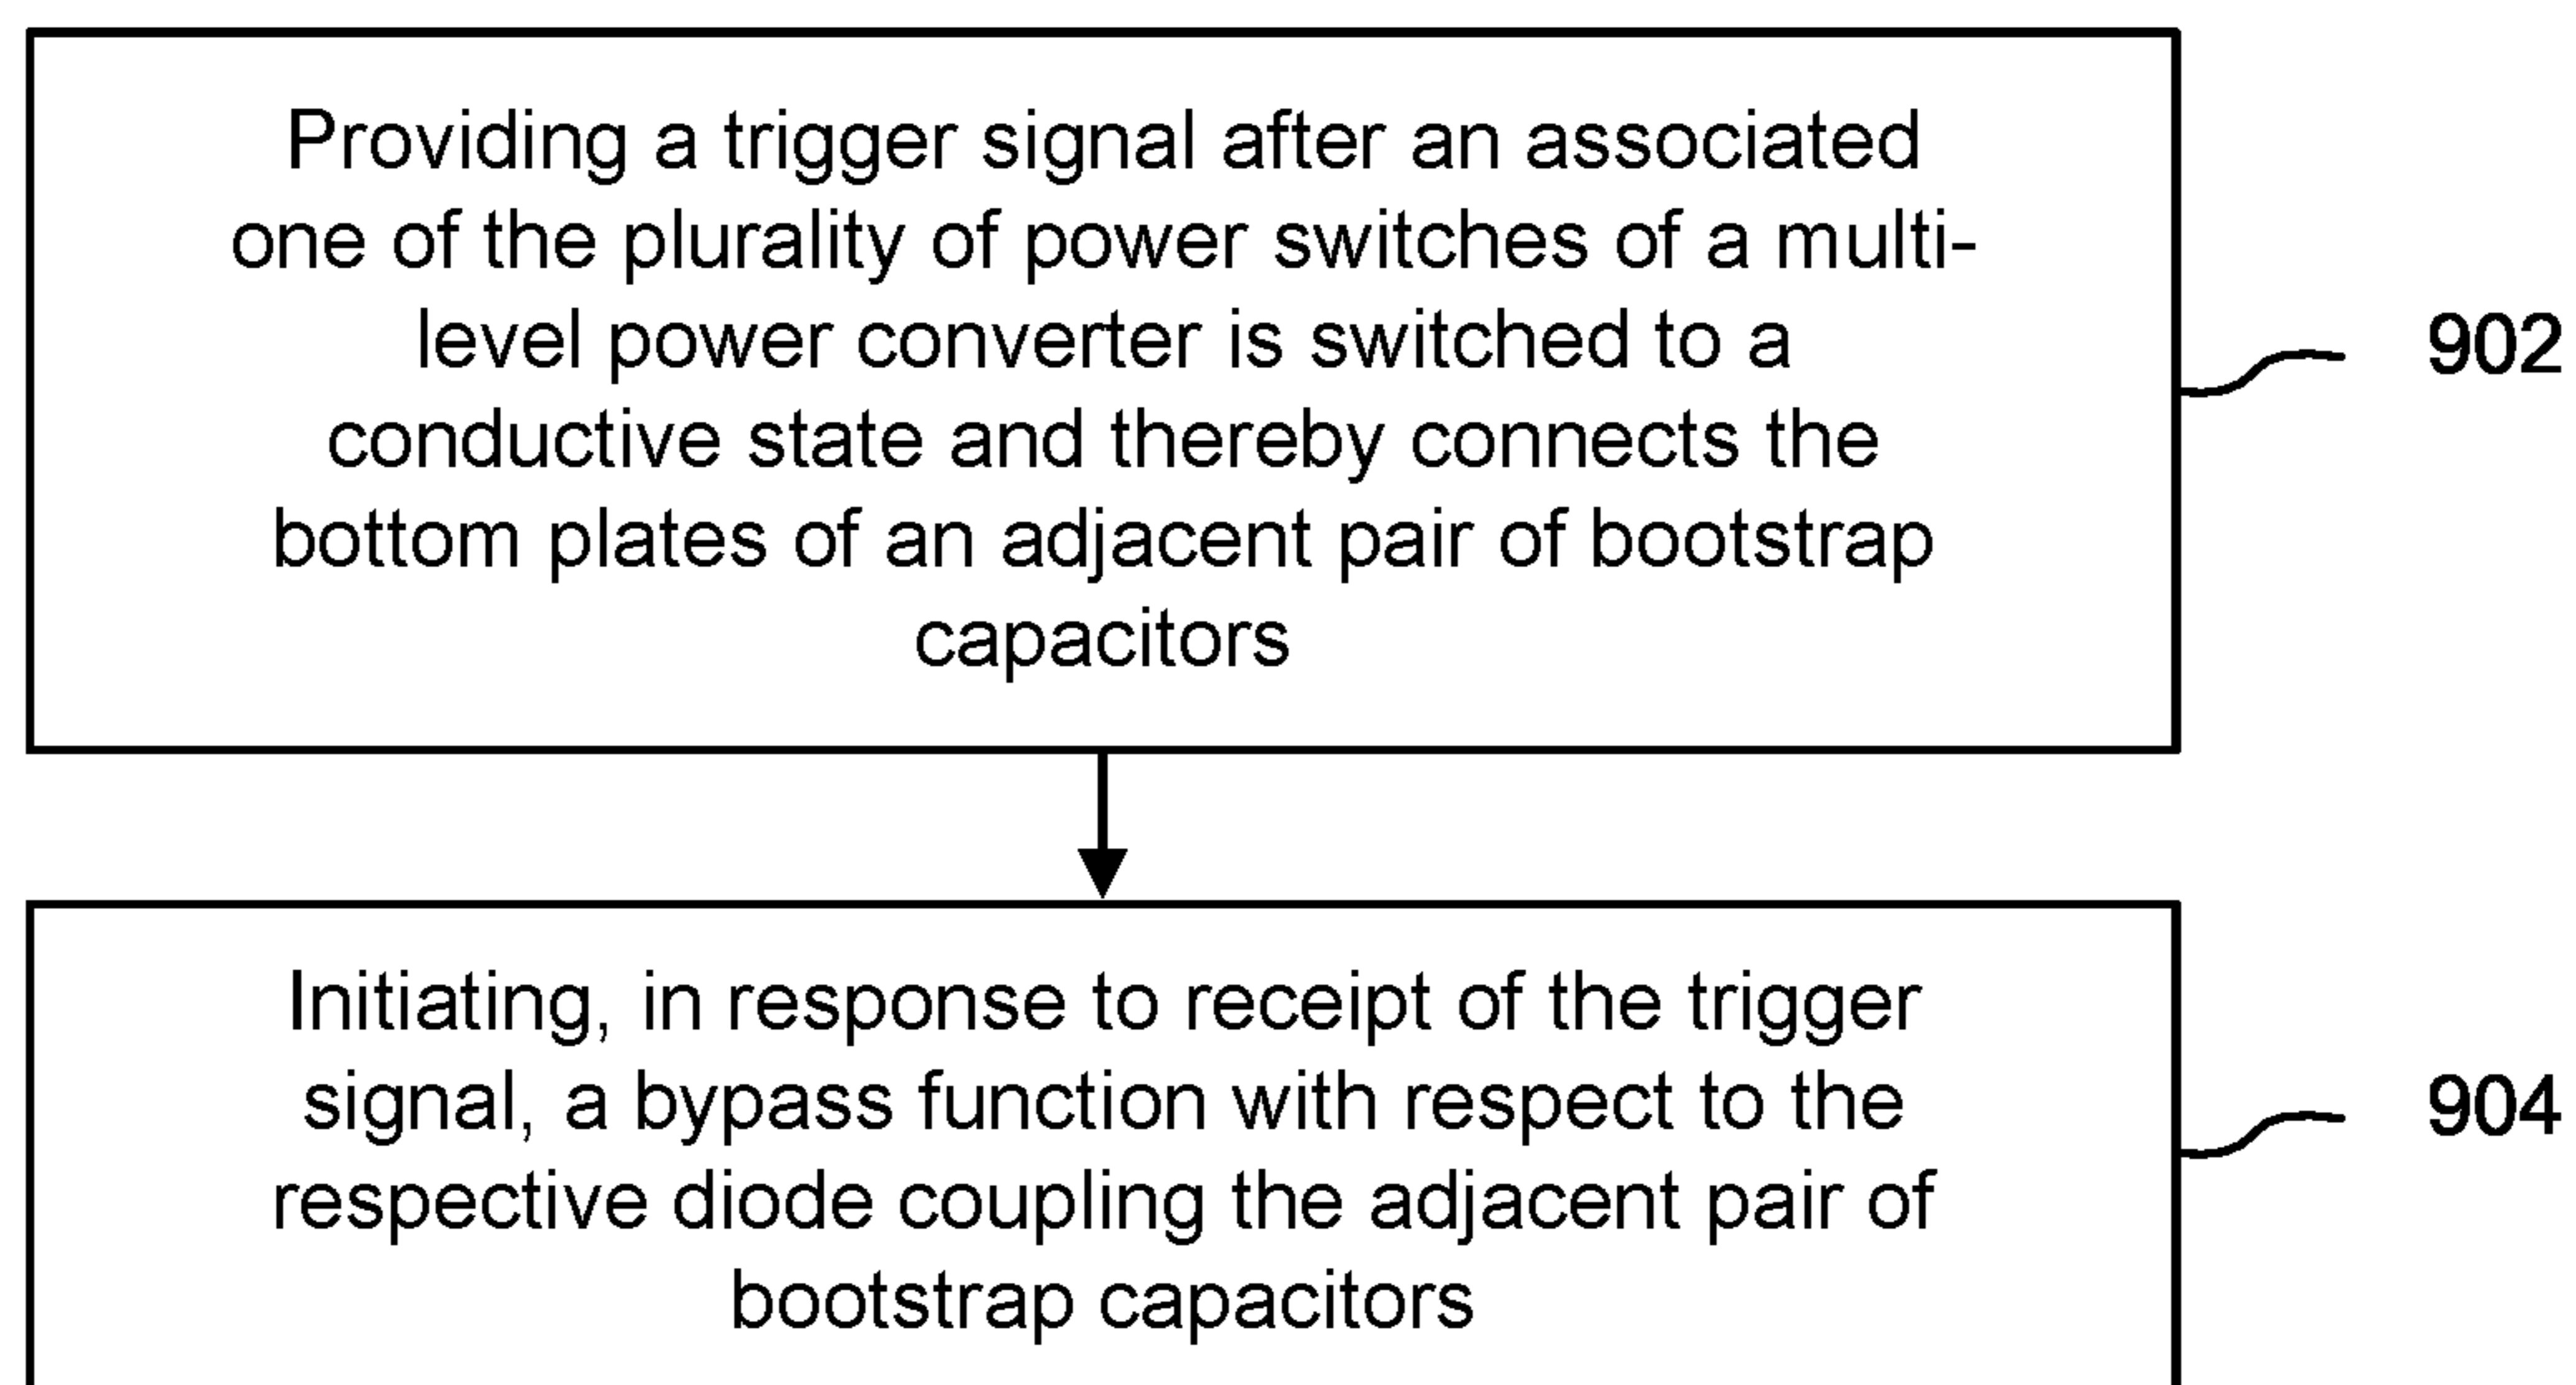 Providing a trigger signal after an associated
one of the plurality of power switches of a multi-
level power converter is switched to a
conductive state and thereby connects the
bottom plates of an adjacent pair of bootstrap
capacitors
902
Initiating, in response to receipt of the trigger
signal, a bypass function with respect to the
respective diode coupling the adjacent pair of
bootstrap capacitors
904